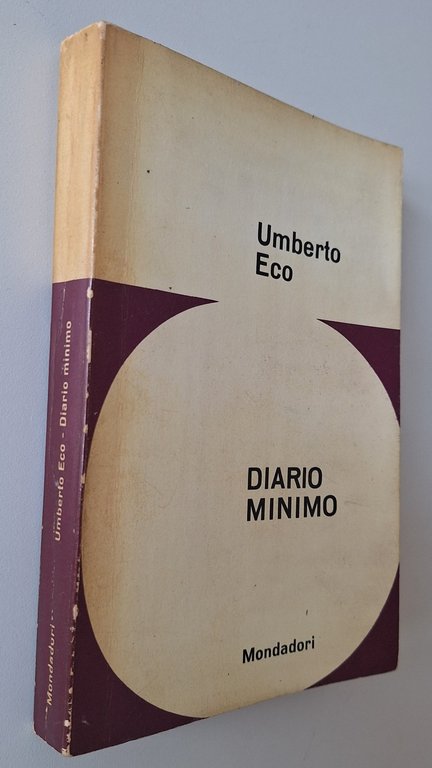 Umberto
Eco
DIARIO
MINIMO
Mondadori
Umberto Eco - Diario minimo
Mondadori